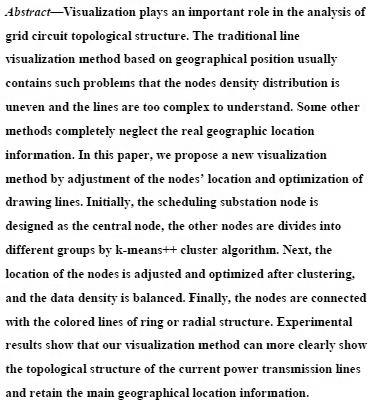 Abstract—Visualization plays an important role in the analysis of
grid circuit topological structure. The traditional line
visualization method based on geographical position usually
contains such problems that the nodes density distribution is
uneven and the lines are too complex to understand. Some other
methods completely neglect the real geographic location
information. In this paper, we propose a new visualization
method by adjustment of the nodes’ location and optimization of
drawing lines. Initially, the scheduling substation node is
designed as the central node, the other nodes are divides into
different groups by k-means++ cluster algorithm. Next, the
location of the nodes is adjusted and optimized after clustering,
and the data density is balanced. Finally, the nodes are connected
with the colored lines of ring or radial structure. Experimental
results show that our visualization method can more clearly show
the topological structure of the current power transmission lines
and retain the main geographical location information.